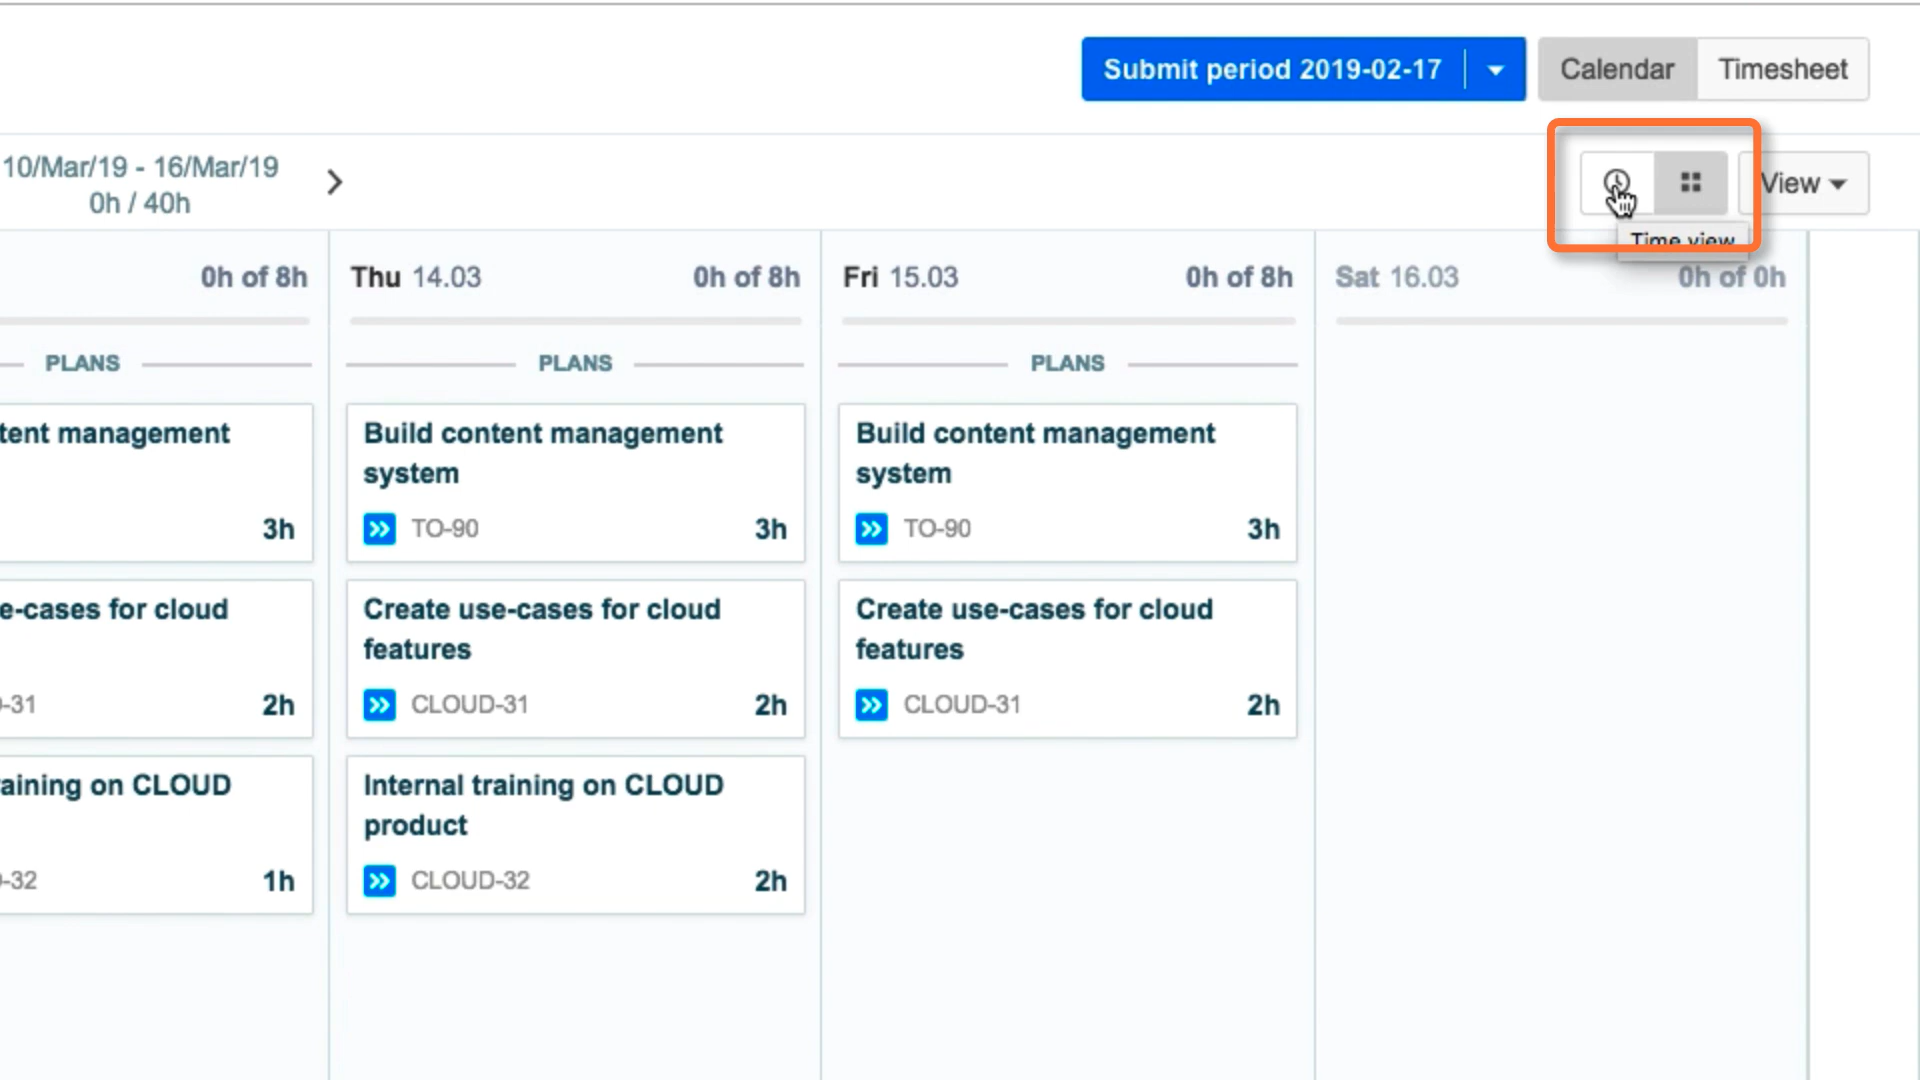 Submit period 2019-02-17
Calendar
Timesheet
10/Mar/19 - 16/Mar/19
0h / 40h
View
Time view
0h of 8h
Thu 14.03
0h of 8h
Fri 15.03
0h of 8h
Sat 16.03
0h of 0h
PLANS
PLANS
PLANS
tent management
3h
Build content management
system
TO-90
3h
Build content management
system
TO-90
3h
e-cases for cloud
-31
2h
Create use-cases for cloud
features
CLOUD-31
2h
Create use-cases for cloud
features
CLOUD-31
2h
aining on CLOUD
-32
1h
Internal training on CLOUD
product
CLOUD-32
2h